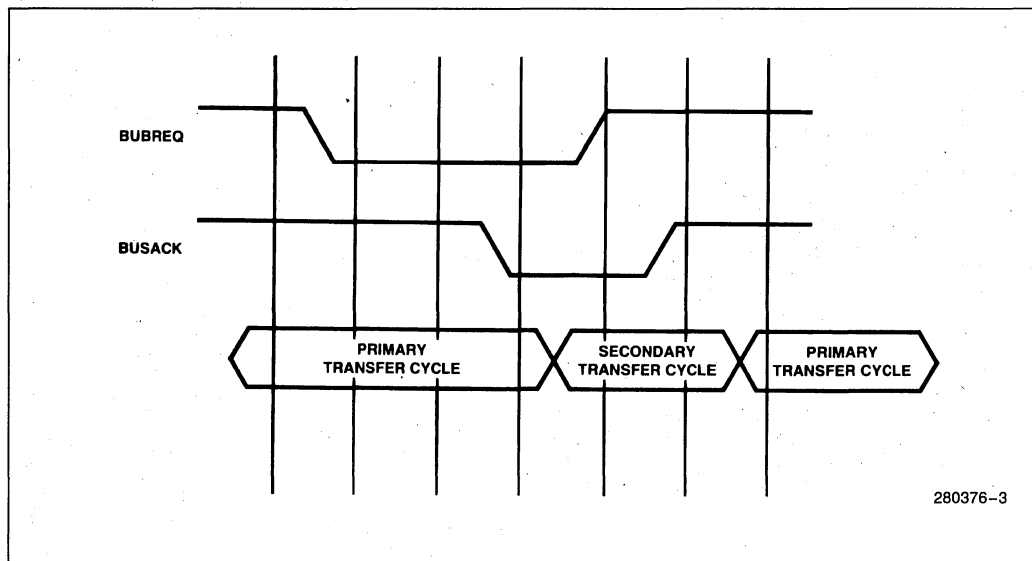 BUBREQ
BUSACK
PRIMARY
TRANSFER CYCLE
SECONDARY
TRANSFER CYCLE
PRIMARY
TRANSFER CYCLE
280376–3